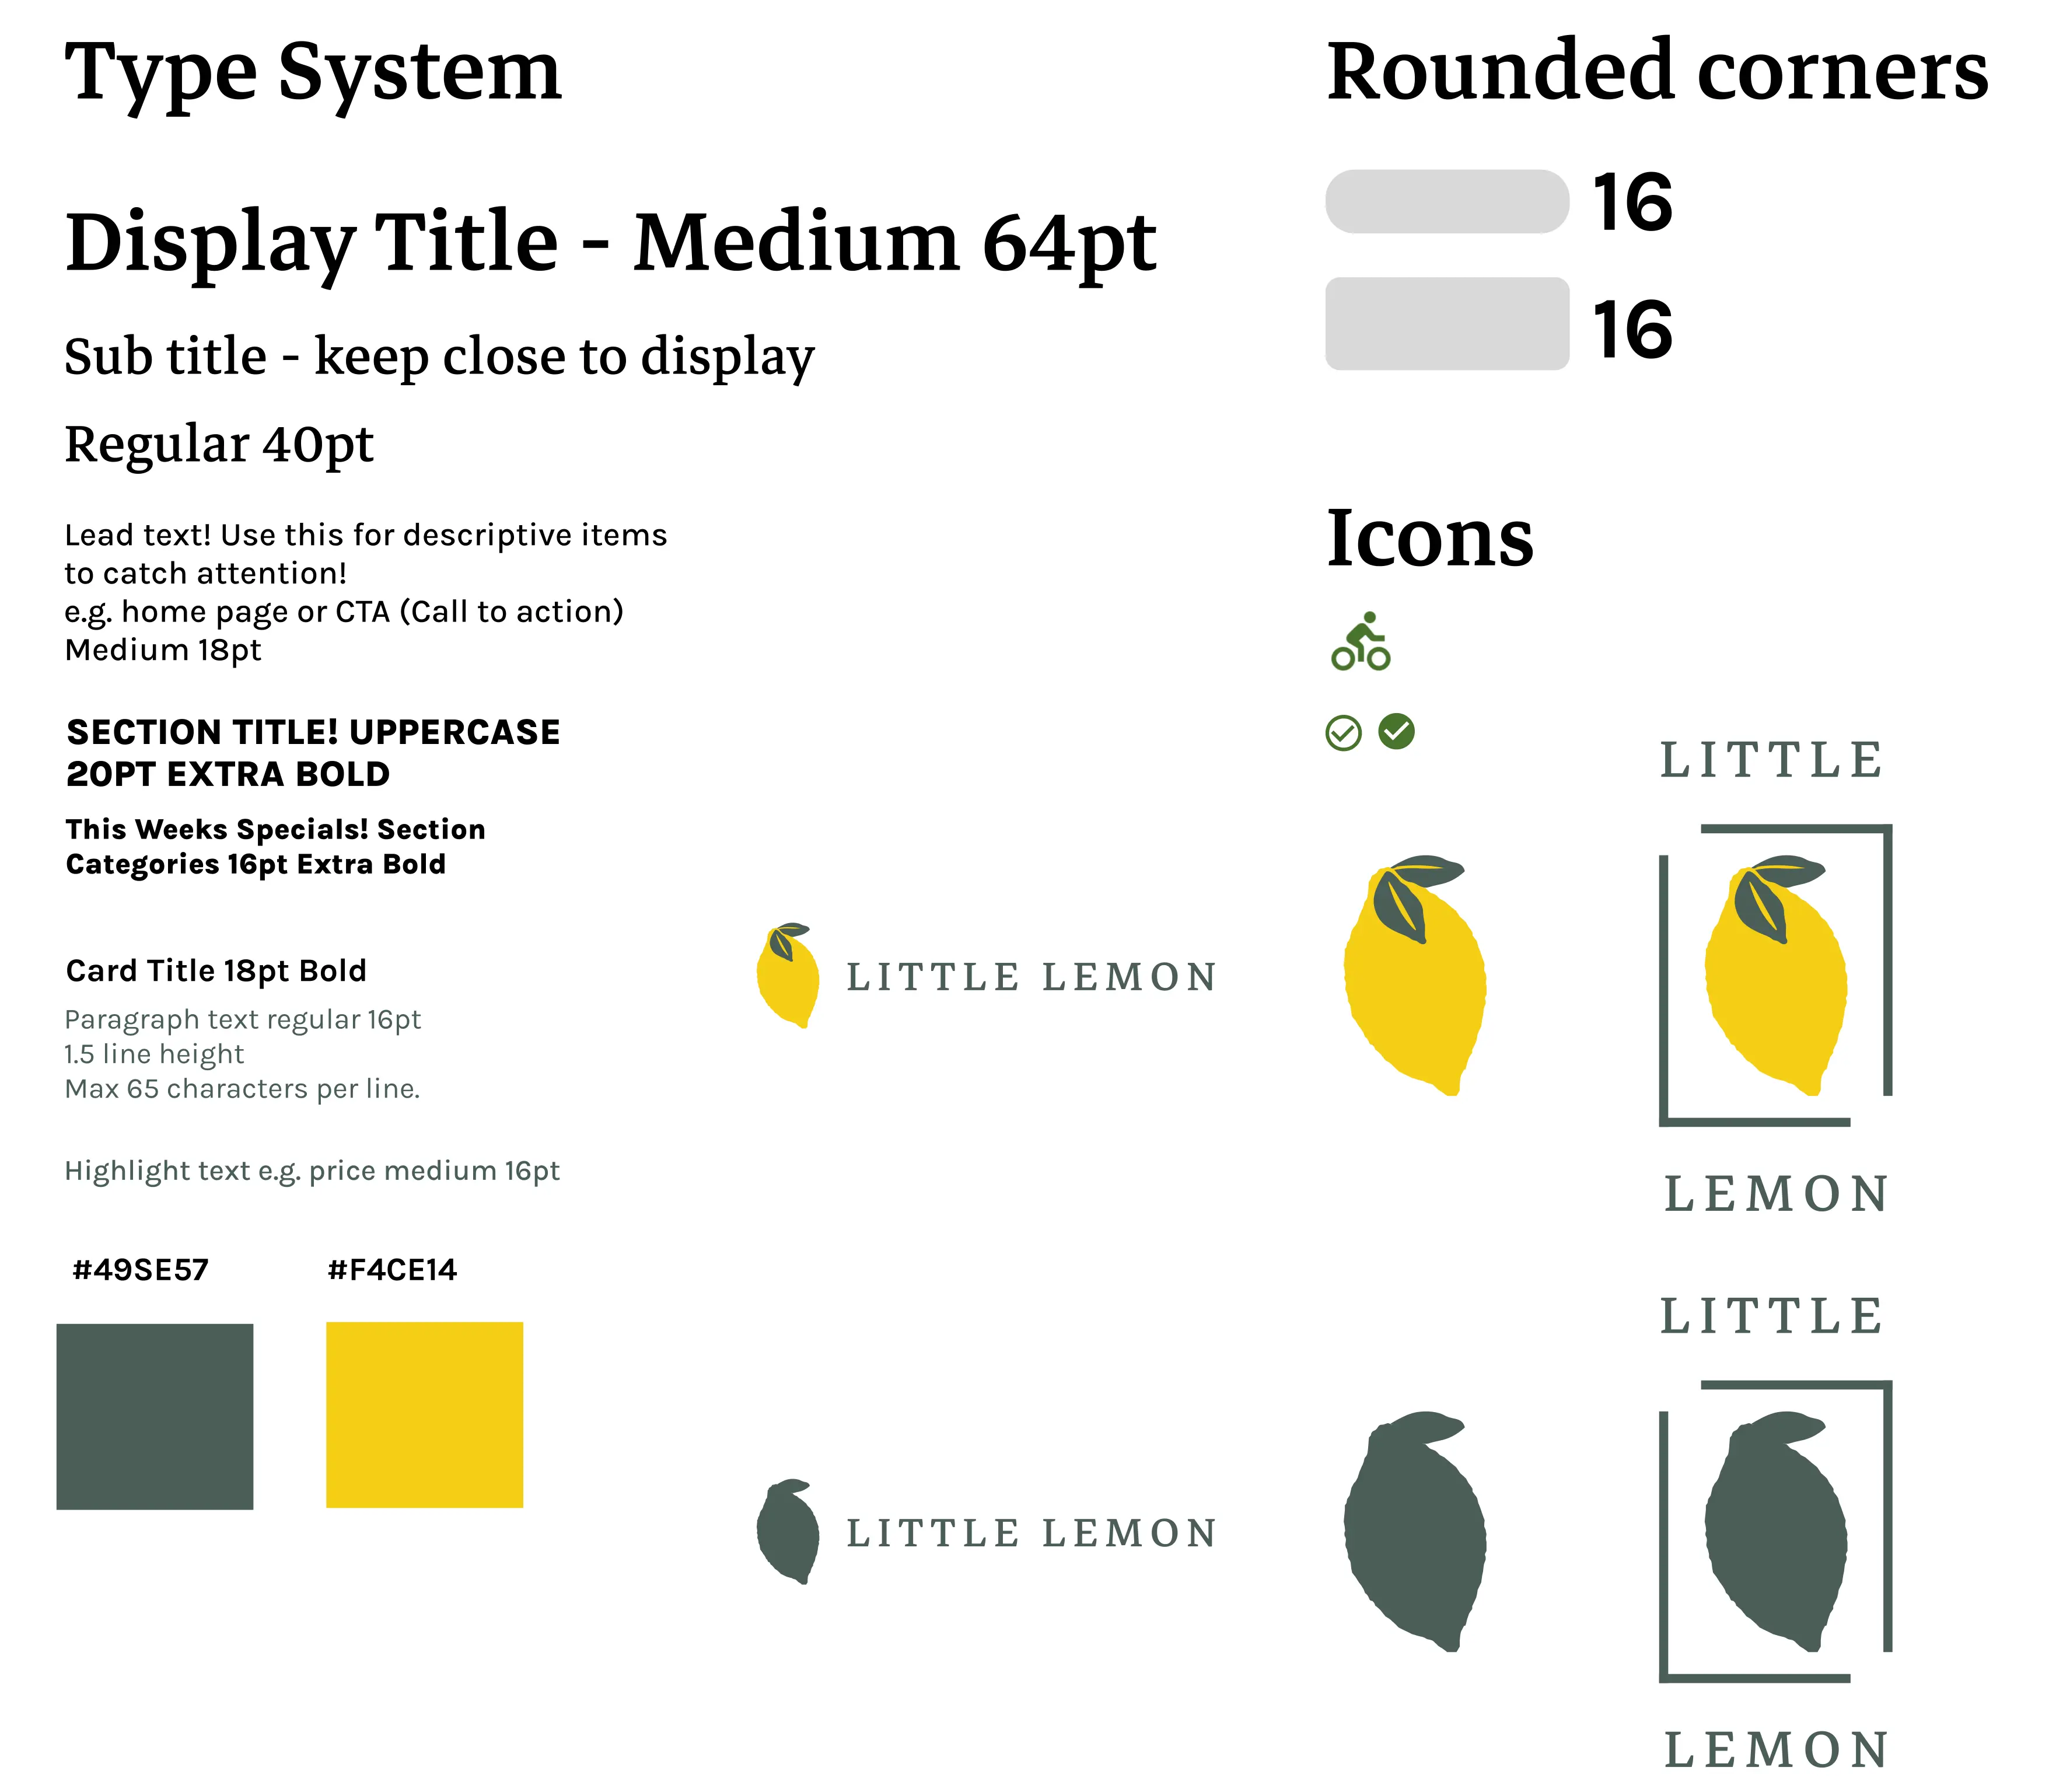 Type System
Display Title - Medium 64pt
Sub title - keep close to display
Regular 40pt
Lead text! Use this for descriptive items
to catch attention!
e.g. home page or CTA (Call to action)
Medium 18pt
SECTION TITLE! UPPERCASE
20PT EXTRA BOLD
This Weeks Specials! Section
Categories 16pt Extra Bold
Card Title 18pt Bold
Paragraph text regular 16pt
1.5 line height
Max 65 characters per line.
Highlight text e.g. price medium 16pt
#49SE57
#F4CE14
LITTLE LEMON
LITTLE LEMON
Rounded corners
16
16
Icons
LITTLE
LEMON
LITTLE
LEMON